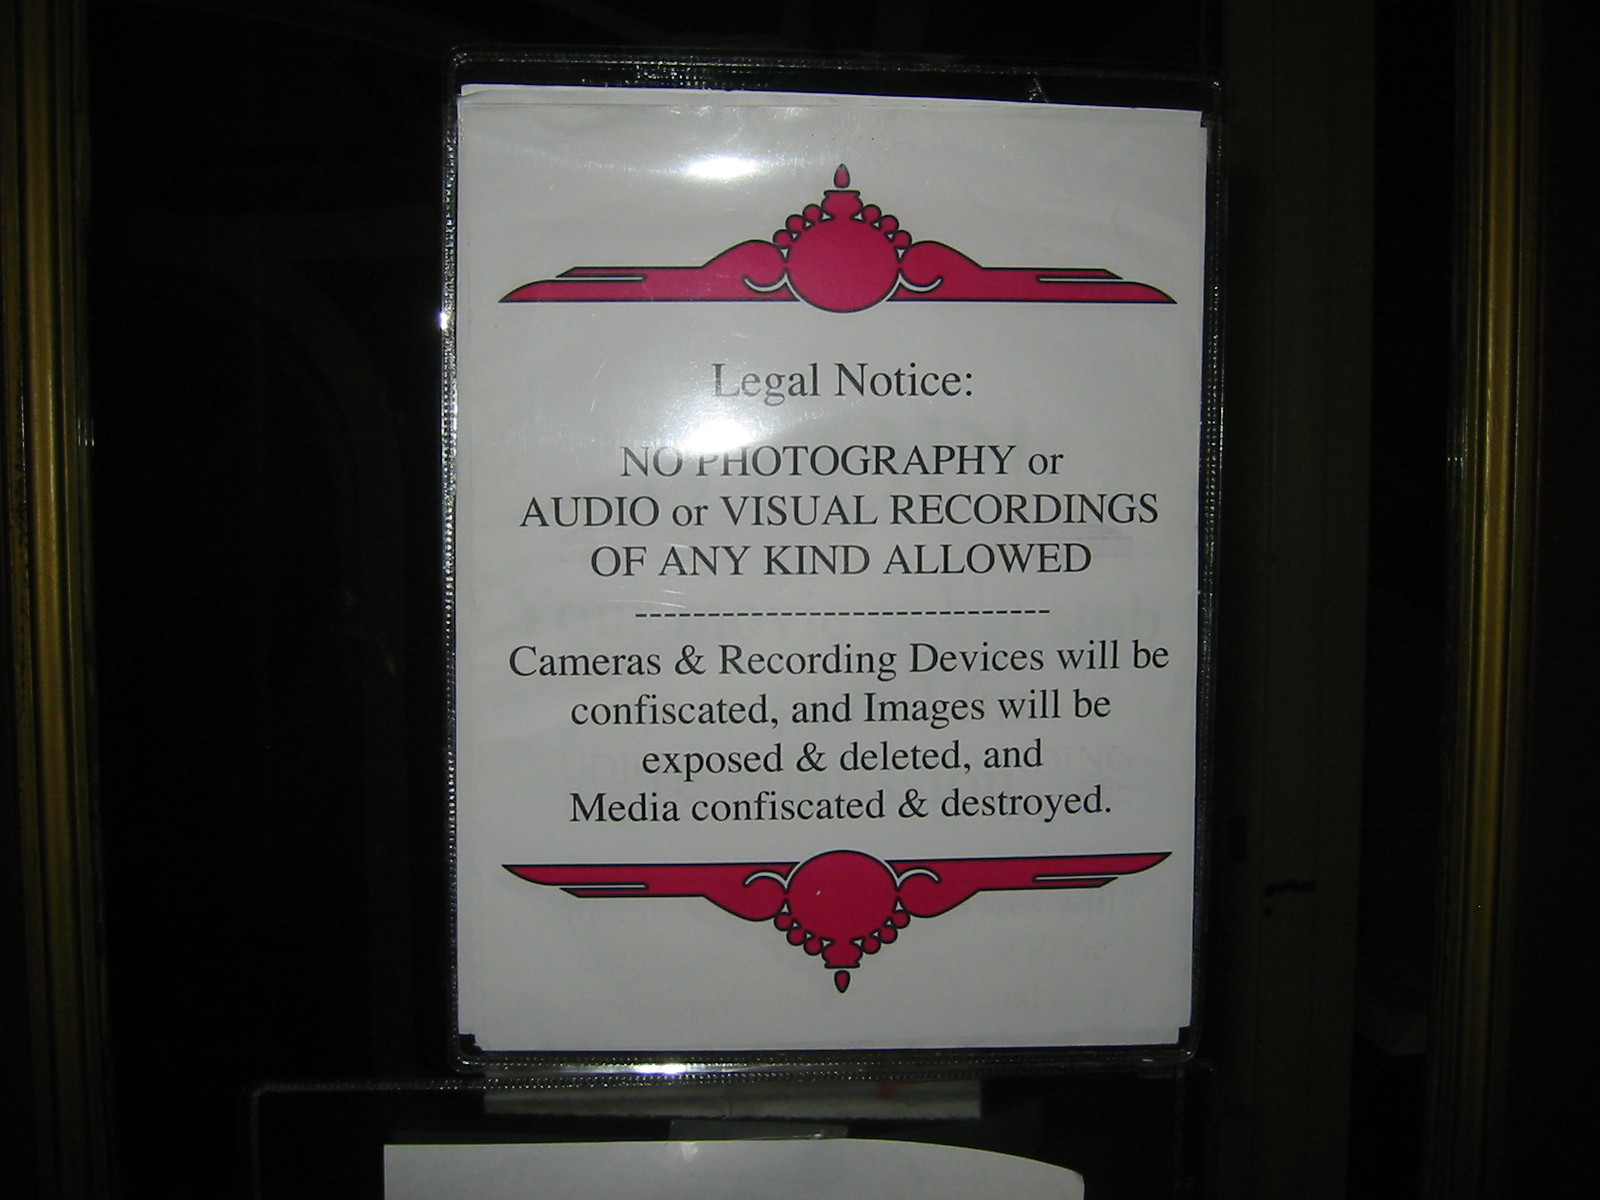 Legal Notice:
NO PHOTOGRAPHY or
AUDIO or VISUAL RECORDINGS
OF ANY KIND ALLOWED
-----------------------------
Cameras & Recording Devices will be
confiscated, and Images will be
exposed & deleted, and
Media confiscated & destroyed.